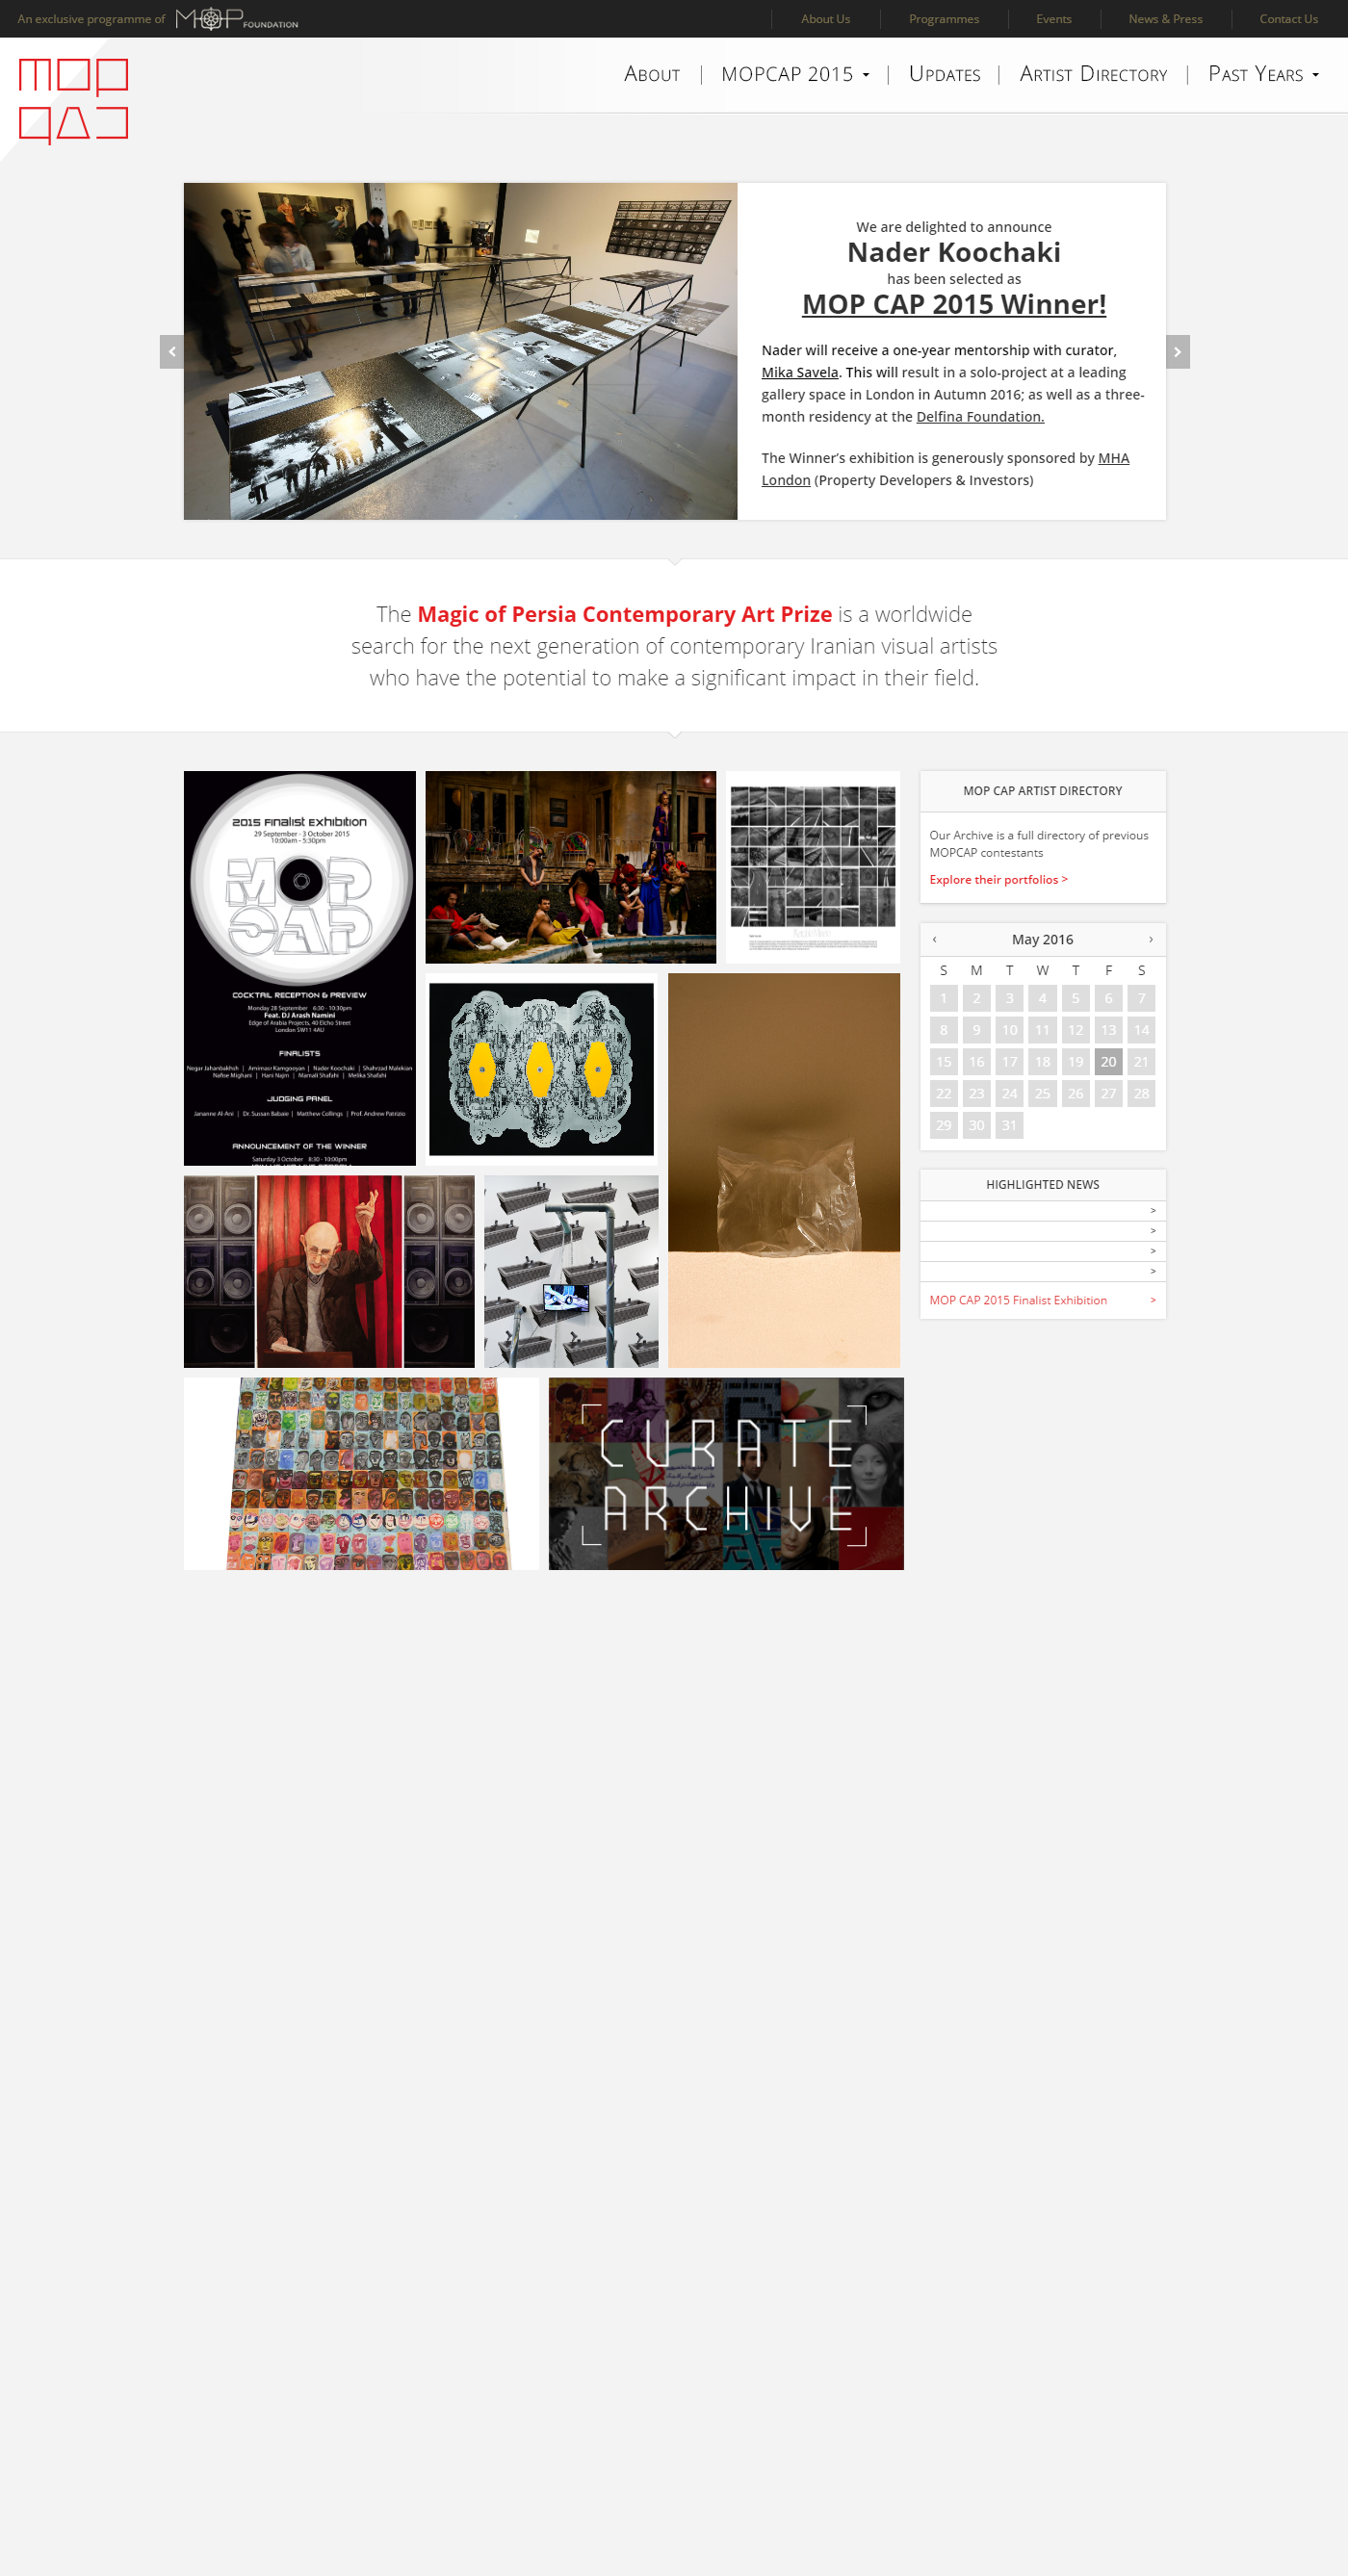 An exclusive programme of MOP FOUNDATION
About Us
Programmes
Events
News & Press
Contact Us
MOP
CAP
About
MOPCAP 2015
Updates
Artist Directory
Past Years
We are delighted to announce
Nader Koochaki
has been selected as
MOP CAP 2015 Winner!
Nader will receive a one-year mentorship with curator,
Mika Savela. This will result in a solo-project at a leading
gallery space in London in Autumn 2016; as well as a three-
month residency at the Delfina Foundation.
The Winner's exhibition is generously sponsored by MHA
London (Property Developers & Investors)
The Magic of Persia Contemporary Art Prize is a worldwide
search for the next generation of contemporary Iranian visual artists
who have the potential to make a significant impact in their field.
2015 Finalist Exhibition
29 September - 3 October 2015
10:00am - 5:30pm
MOP
CAP
COCKTAIL RECEPTION & PREVIEW
Monday 28 September 6:30 - 10:30pm
Feat. DJ Arash Namini
Edge of Arabia Projects, 40 Elcho Street
London SW11 4AU
FINALISTS
Negar Jahanbakhsh | Amirnasr Kamgooyan | Nader Koochaki | Shahrzad Malekian
Nafise Mighani | Hani Najm | Mamali Shafahi | Melika Shafahi
JUDGING PANEL
Jananne Al-Ani | Dr. Sussan Babaie | Matthew Collings | Prof. Andrew Patrizio
ANNOUNCEMENT OF THE WINNER
Saturday 3 October 8:30 - 10:00pm
CURATE
ARCHIVE
MOP CAP ARTIST DIRECTORY
Our Archive is a full directory of previous
MOPCAP contestants
Explore their portfolios >
‹ May 2016 ›
S M T W T F S
1 2 3 4 5 6 7
8 9 10 11 12 13 14
15 16 17 18 19 20 21
22 23 24 25 26 27 28
29 30 31
HIGHLIGHTED NEWS
>
>
>
>
MOP CAP 2015 Finalist Exhibition >